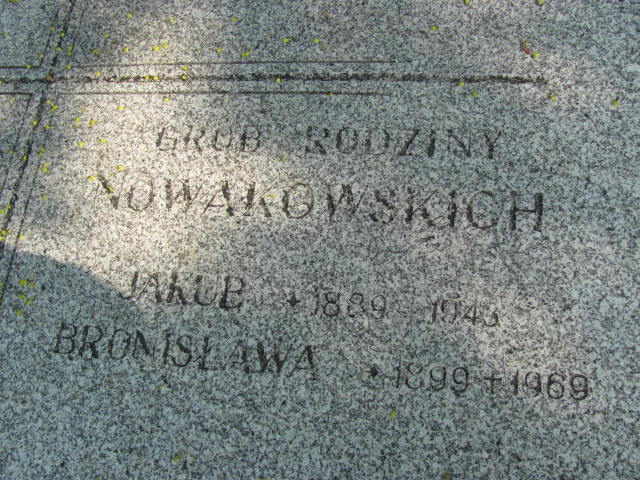 GRÓB RODZINY
NOWAKOWSKICH
JAKUB *1889 1943
BRONISŁAWA *1899 +1969